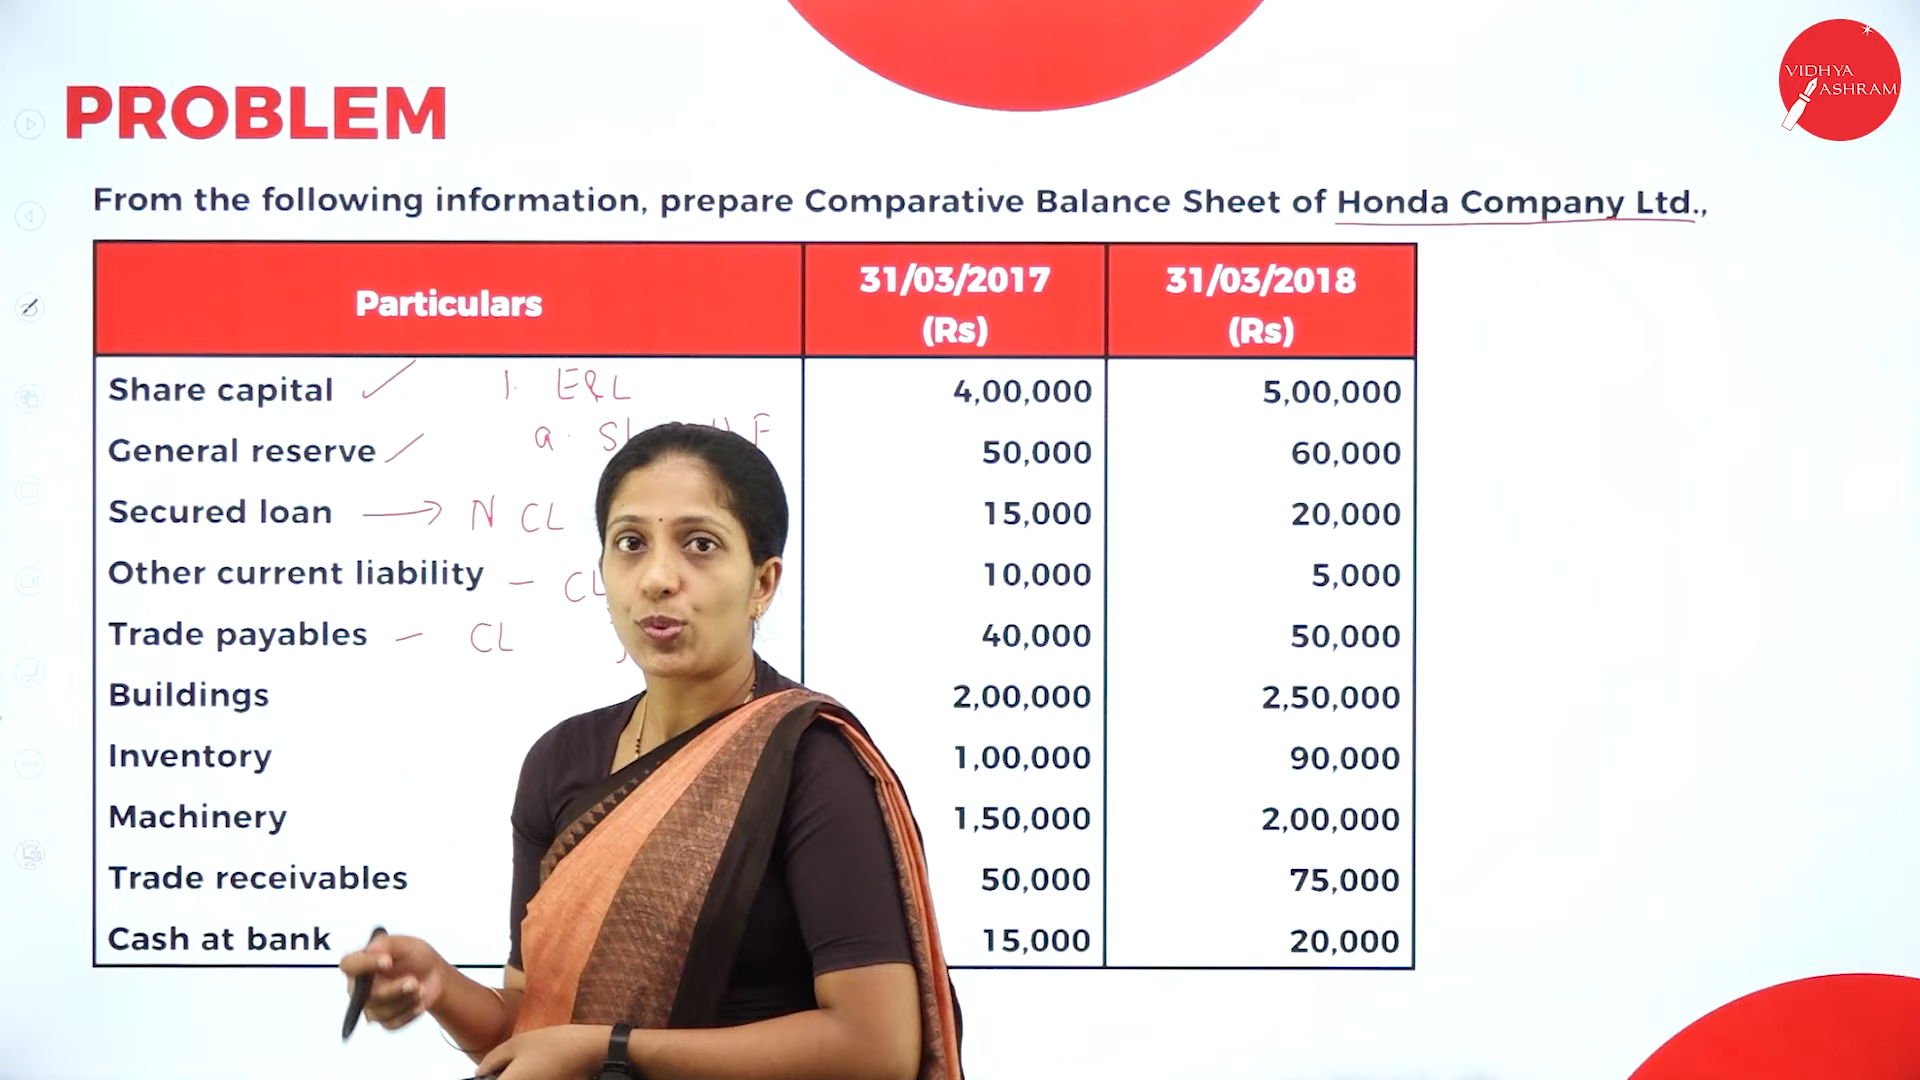 VIDHYA
ASHRAM
PROBLEM
From the following information, prepare Comparative Balance Sheet of Honda Company Ltd.,
Particulars 31/03/2017 (Rs) 31/03/2018 (Rs)
Share capital 1. E&L 4,00,000 5,00,000
a. F
General reserve 50,000 60,000
Secured loan → N CL 15,000 20,000
Other current liability – CL 10,000 5,000
Trade payables – CL 40,000 50,000
Buildings 2,00,000 2,50,000
Inventory 1,00,000 90,000
Machinery 1,50,000 2,00,000
Trade receivables 50,000 75,000
Cash at bank 15,000 20,000